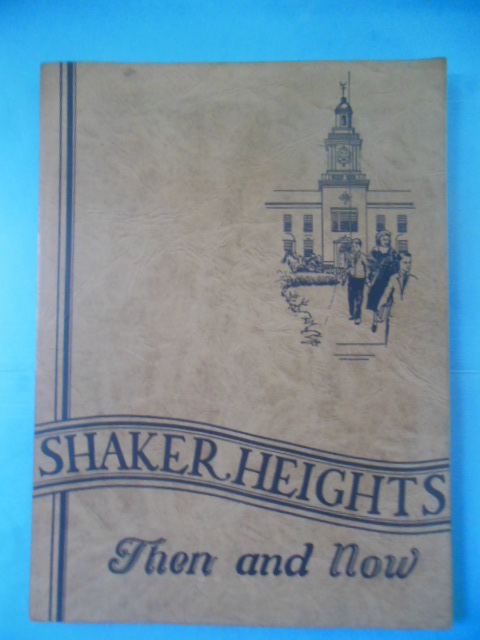 SHAKER HEIGHTS
Then and Now